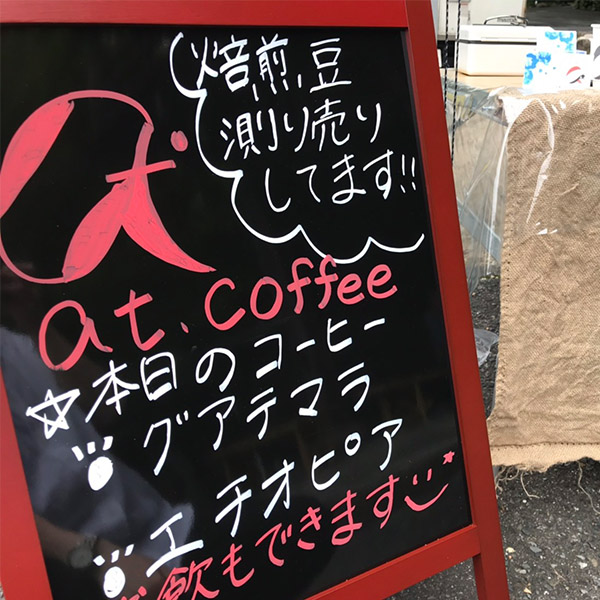 焙煎豆
測り売り
してます!!
at.
at.coffee
☆本日のコーヒー
グアテマラ
エチオピア
飲もできます